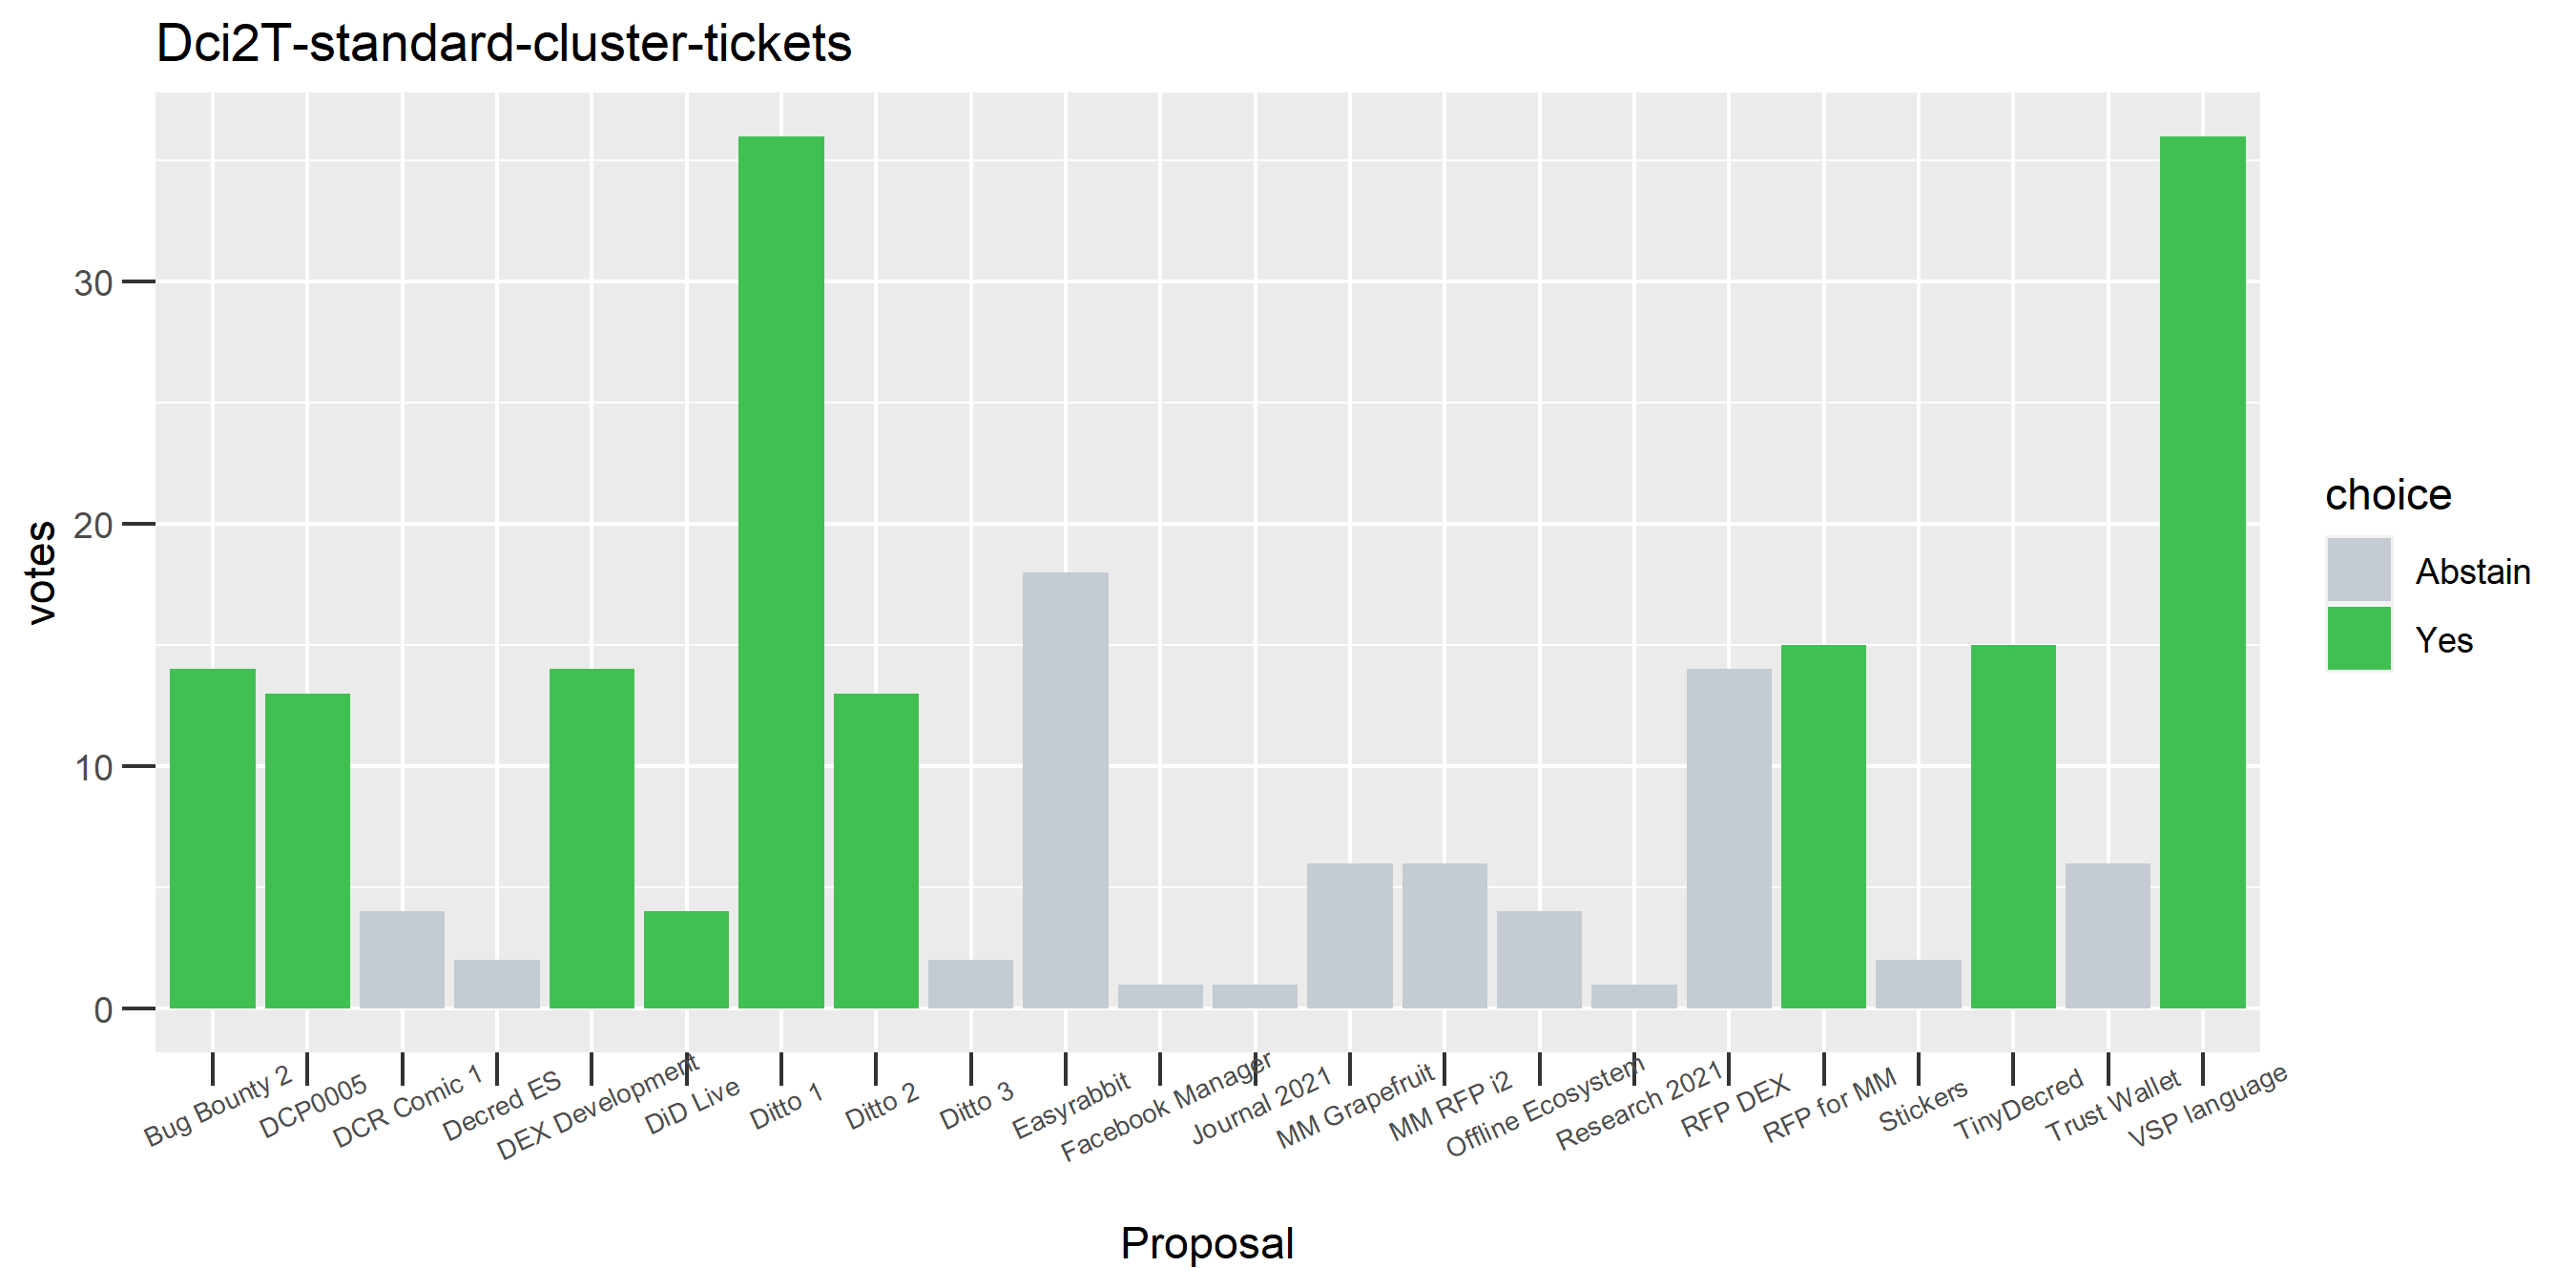 Dci2T-standard-cluster-tickets
votes
30
20
10
0
Bug Bounty 2
DCP0005
DCR Comic 1
Decred ES
DEX Development
DiD Live
Ditto 1
Ditto 2
Ditto 3
Easyrabbit
Facebook Manager
Journal 2021
MM Grapefruit
MM RFP i2
Offline Ecosystem
Research 2021
RFP DEX
RFP for MM
Stickers
TinyDecred
Trust Wallet
VSP language
Proposal
choice
Abstain
Yes